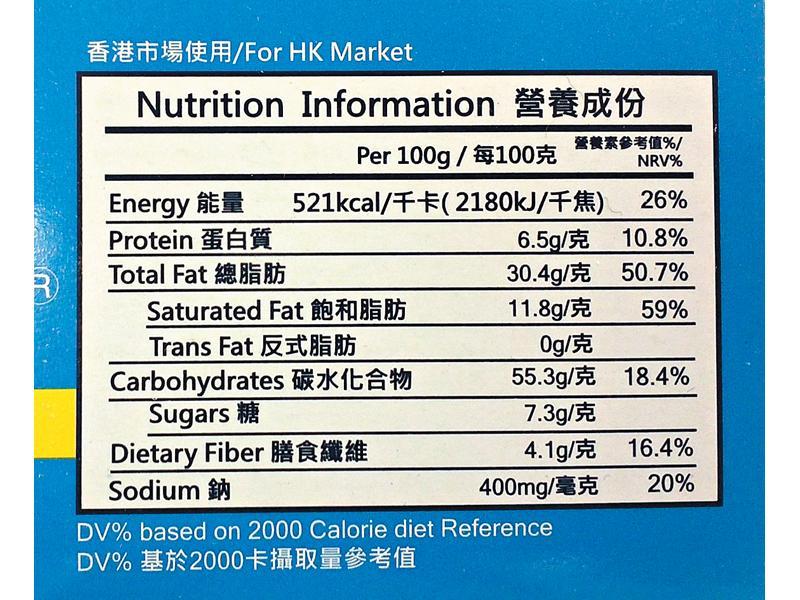 香港市場使用/For HK Market
Nutrition Information 營養成份
Per 100g / 每100克 營養素參考值%/
NRV%
Energy 能量 521kcal/千卡( 2180kJ/千焦) 26%
Protein 蛋白質 6.5g/克 10.8%
Total Fat 總脂肪 30.4g/克 50.7%
Saturated Fat 飽和脂肪 11.8g/克 59%
Trans Fat 反式脂肪 0g/克
Carbohydrates 碳水化合物 55.3g/克 18.4%
Sugars 糖 7.3g/克
Dietary Fiber 膳食纖維 4.1g/克 16.4%
Sodium 鈉 400mg/毫克 20%
DV% based on 2000 Calorie diet Reference
DV% 基於2000卡攝取量參考值
®